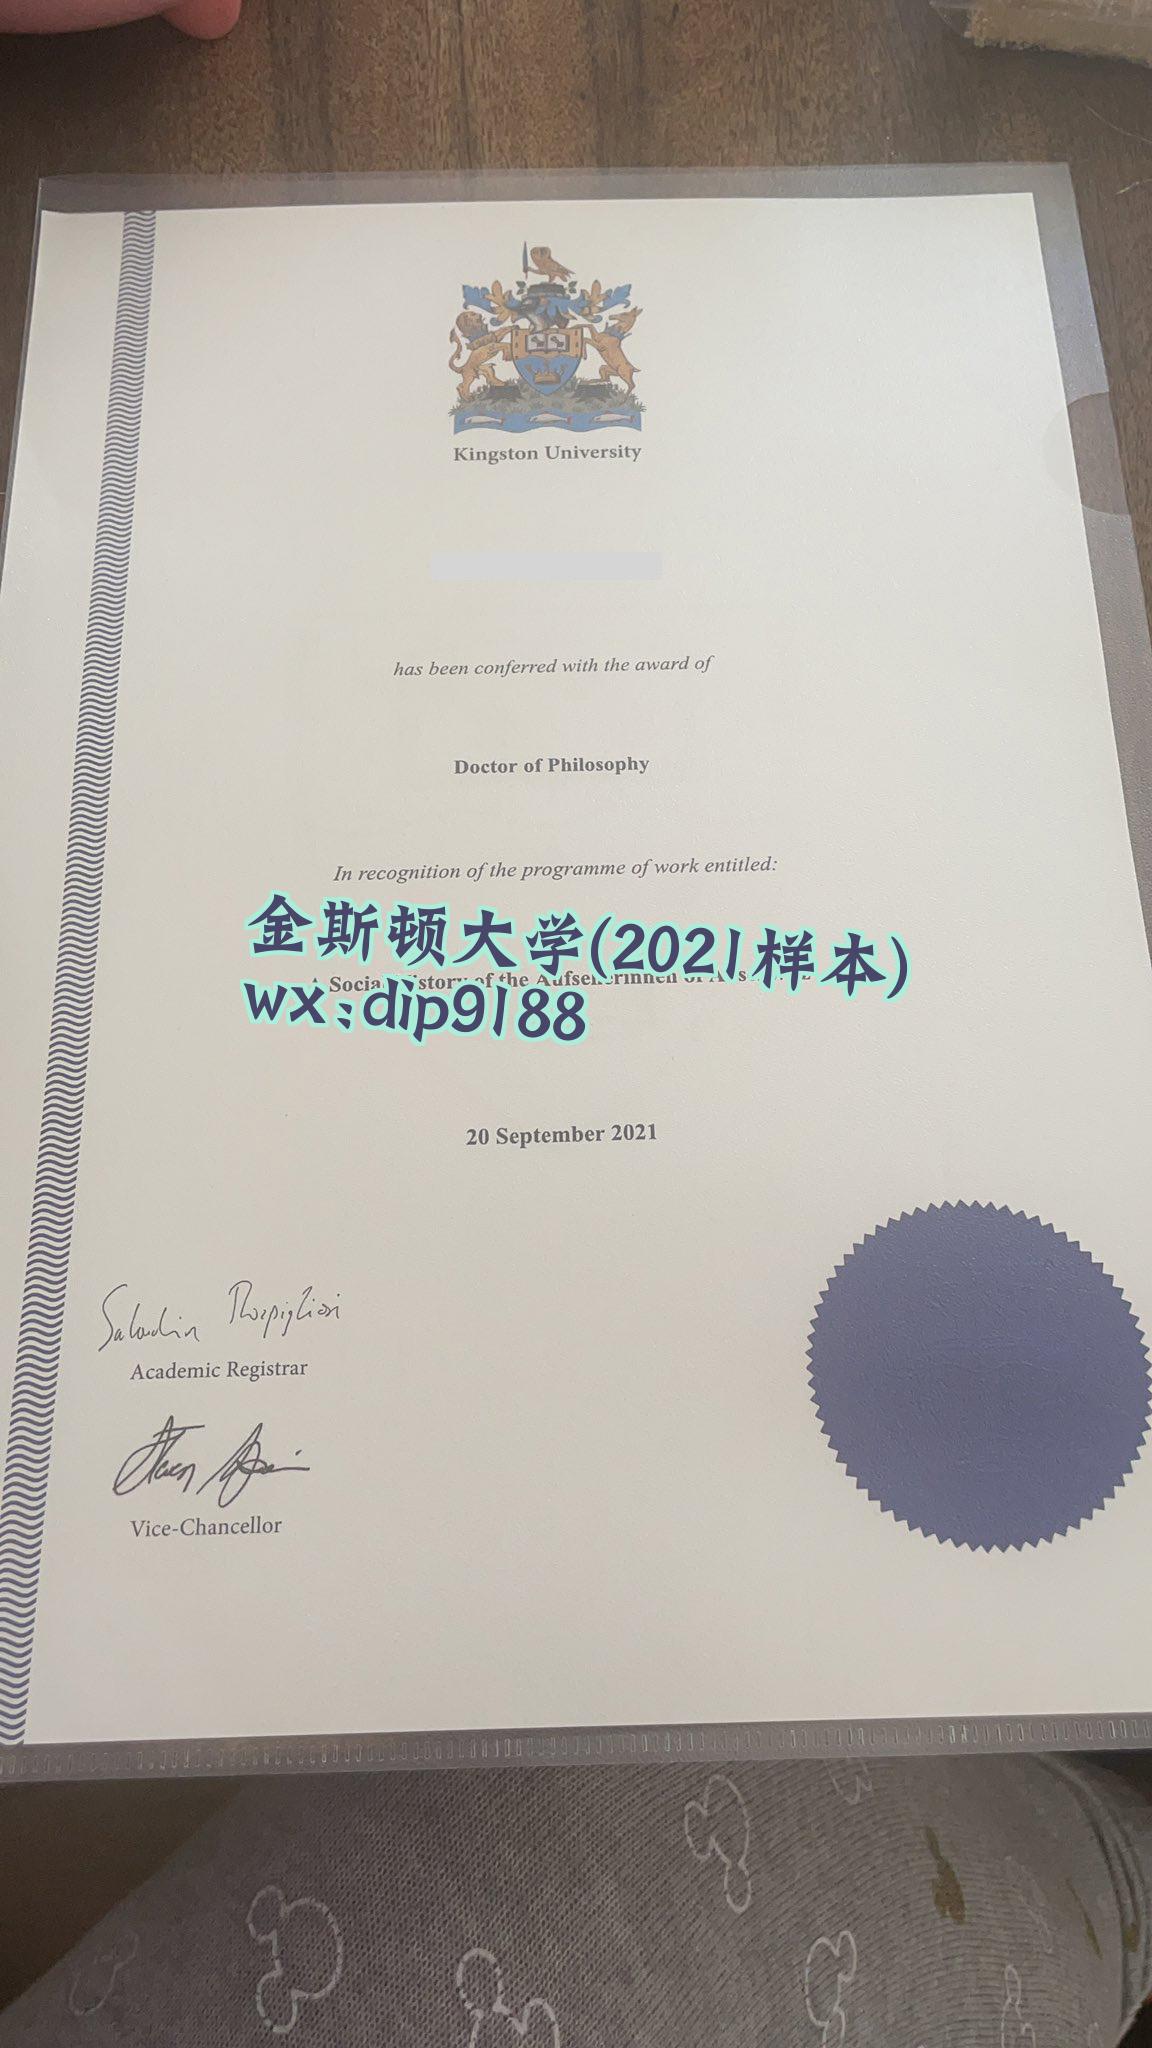 Kingston University
has been conferred with the award of
Doctor of Philosophy
In recognition of the programme of work entitled:
金斯顿大学(2021样本)
Social History of the Aufseherinnen of
wx:dip9188
20 September 2021
Academic Registrar
Vice-Chancellor